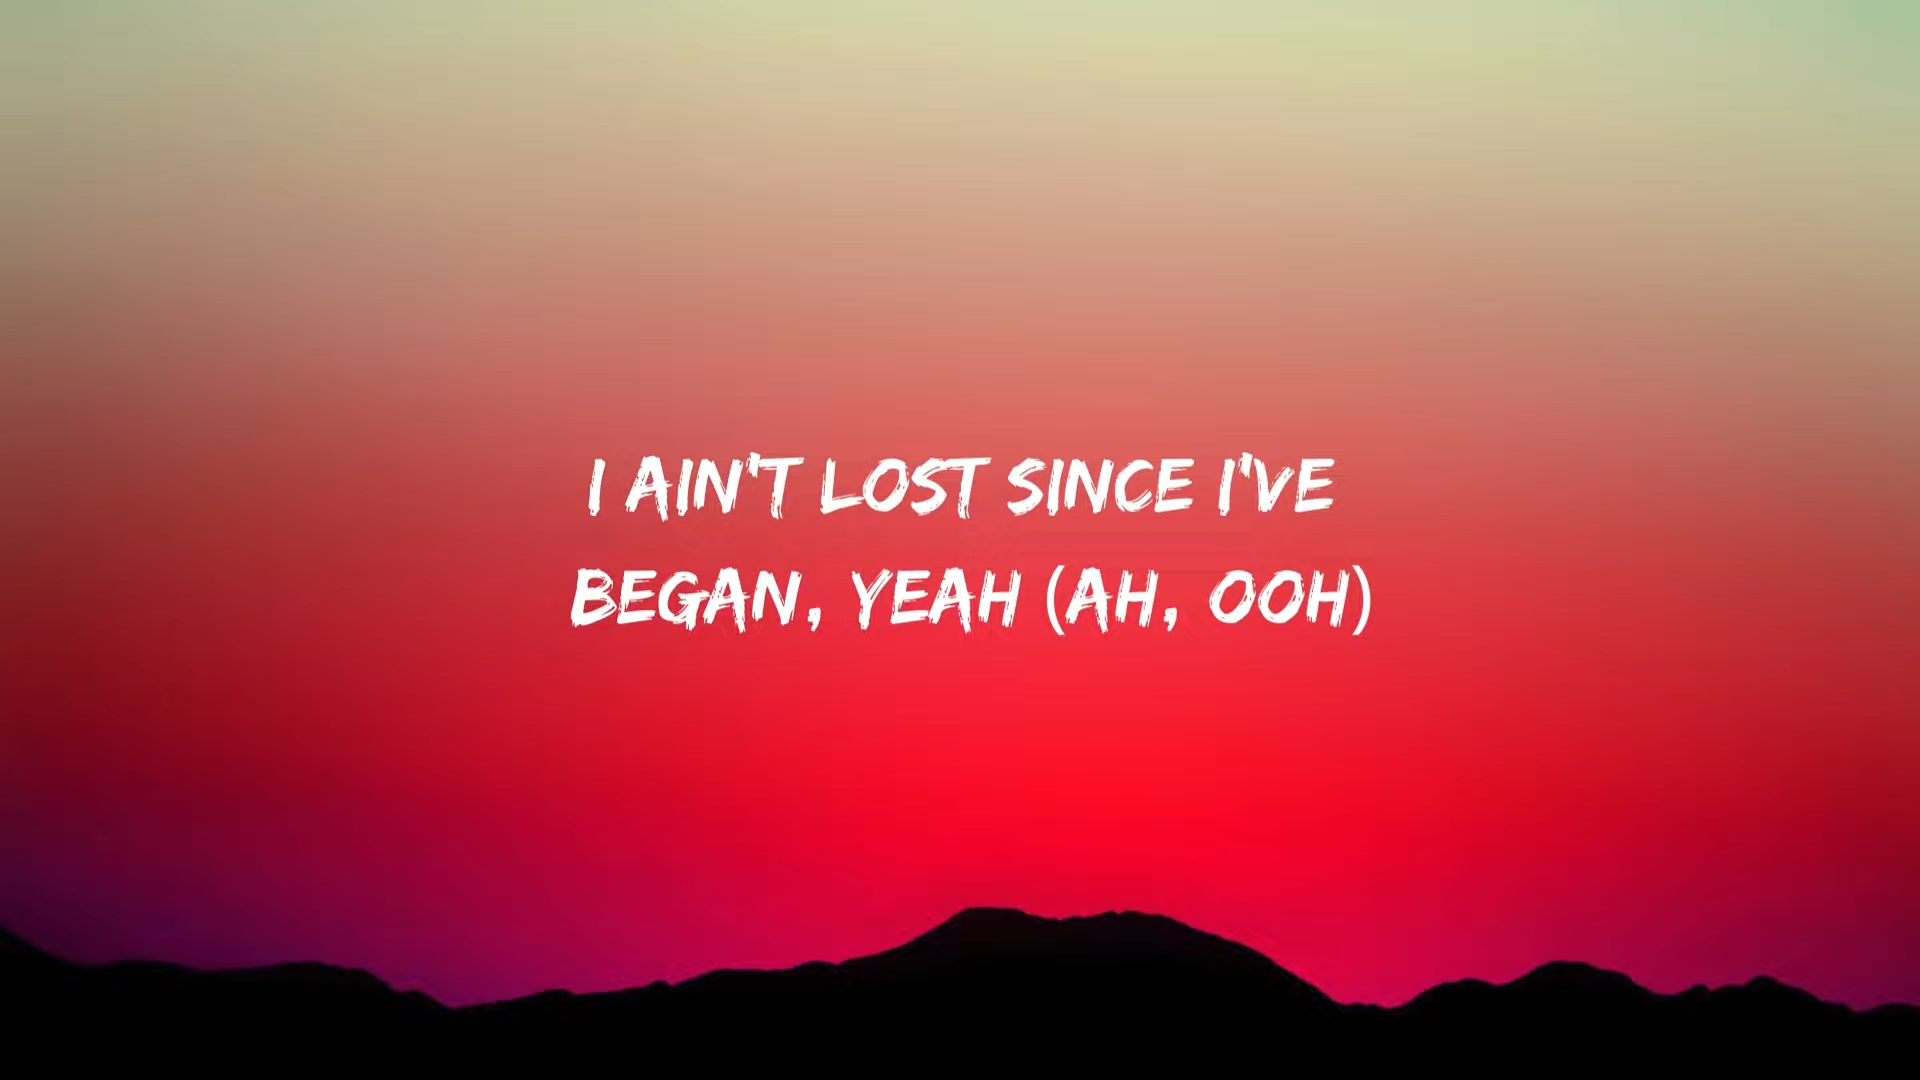 I AIN'T LOST SINCE I'VE
BEGAN, YEAH (AH, OOH)